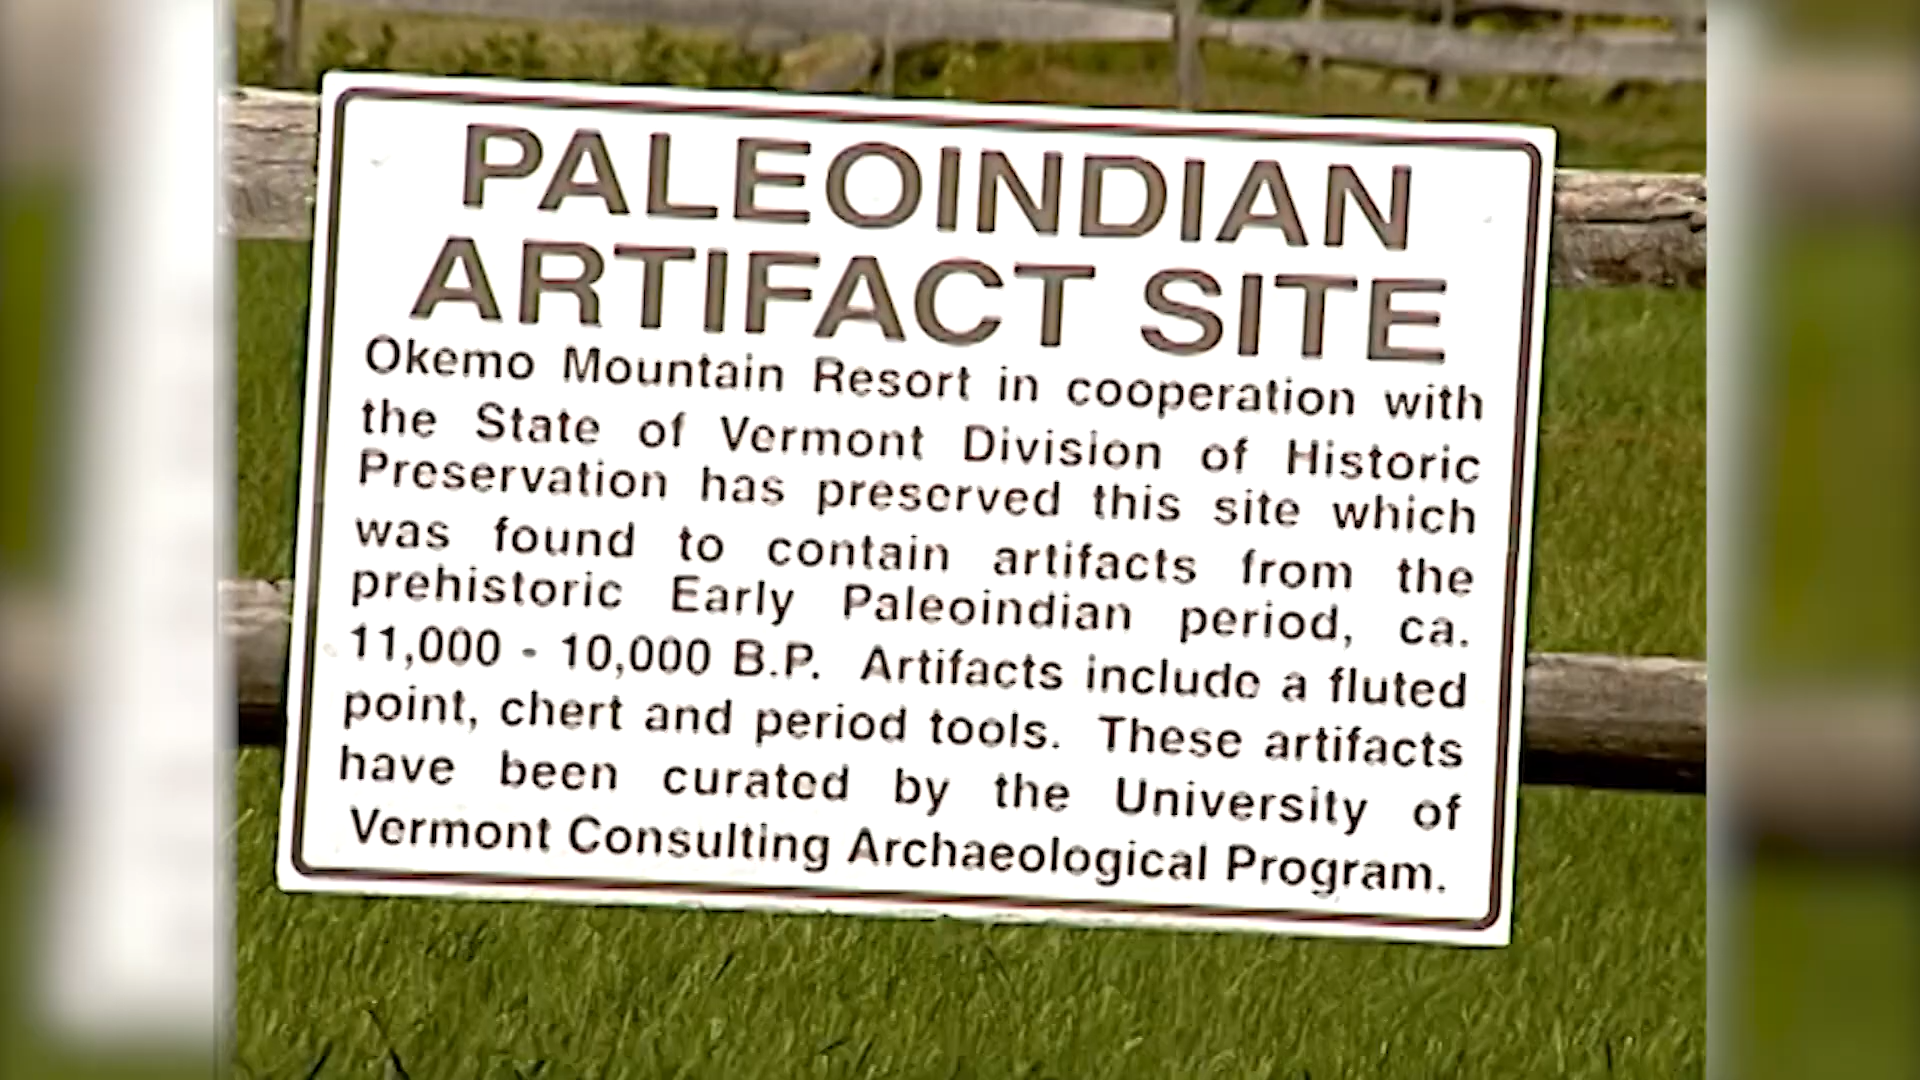 PALEOINDIAN
ARTIFACT SITE
Okemo Mountain Resort in cooperation with
the State of Vermont Division of Historic
Preservation has preserved this site which
was found to contain artifacts from the
prehistoric Early Paleoindian period, ca.
11,000 - 10,000 B.P. Artifacts include a fluted
point, chert and period tools. These artifacts
have been curated by the University of
Vermont Consulting Archaeological Program.